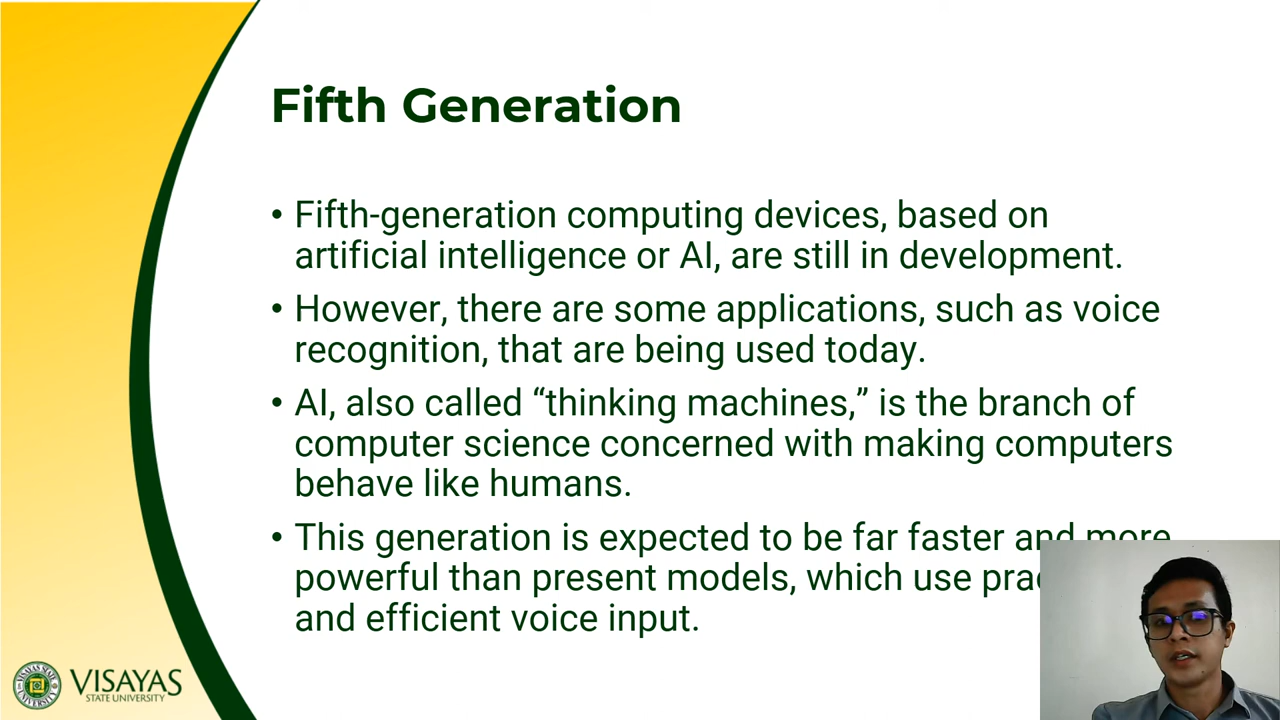 Fifth Generation
• Fifth-generation computing devices, based on
artificial intelligence or AI, are still in development.
• However, there are some applications, such as voice
recognition, that are being used today.
• AI, also called “thinking machines,” is the branch of
computer science concerned with making computers
behave like humans.
• This generation is expected to be far faster and more
powerful than present models, which use
and efficient voice input.
VISAYAS
STATE UNIVERSITY